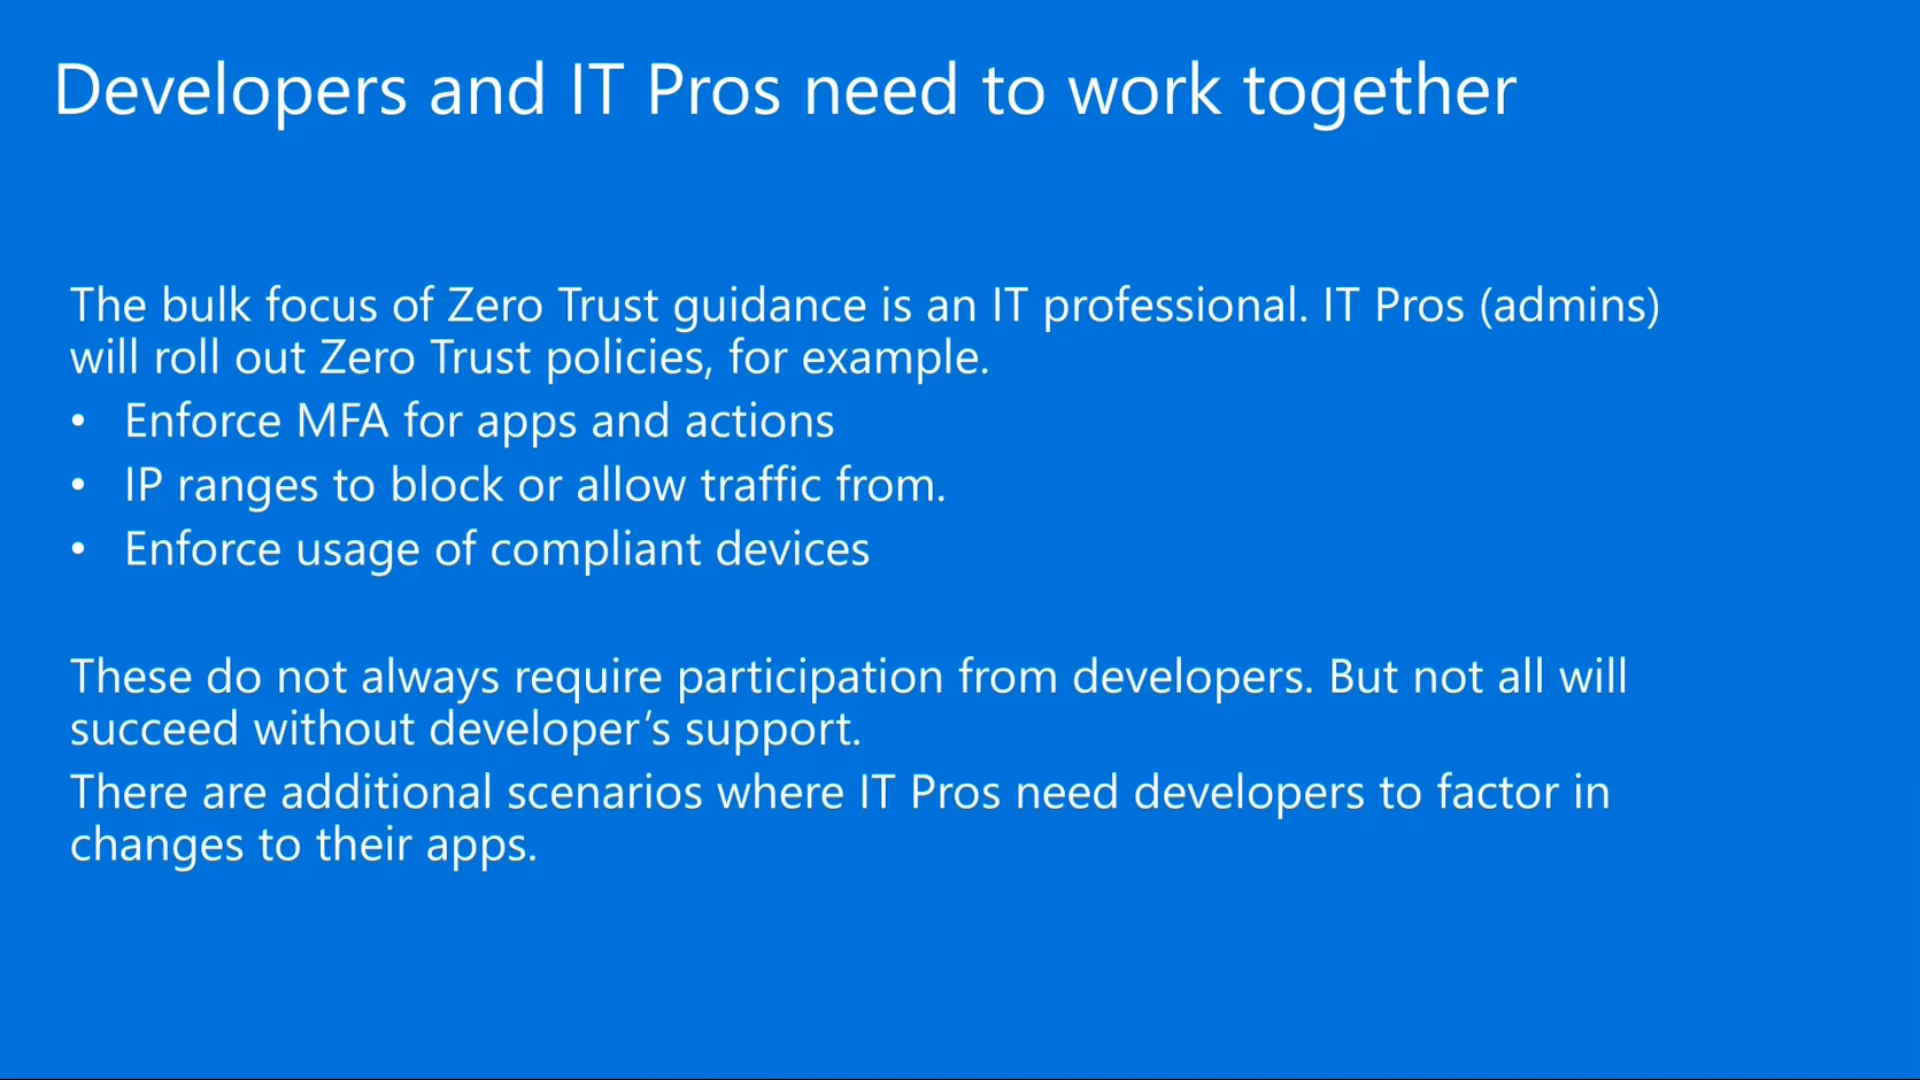 Developers and IT Pros need to work together
The bulk focus of Zero Trust guidance is an IT professional. IT Pros (admins)
will roll out Zero Trust policies, for example.
• Enforce MFA for apps and actions
• IP ranges to block or allow traffic from.
• Enforce usage of compliant devices
These do not always require participation from developers. But not all will
succeed without developer’s support.
There are additional scenarios where IT Pros need developers to factor in
changes to their apps.